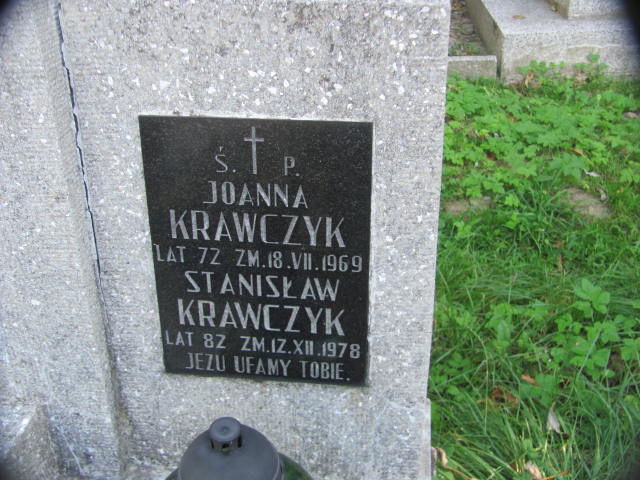 Ś. P.
JOANNA
KRAWCZYK
LAT 72 ZM. 18. VII. 1969
STANISŁAW
KRAWCZYK
LAT 82 ZM. 12. XII. 1978
JEZU UFAMY TOBIE.